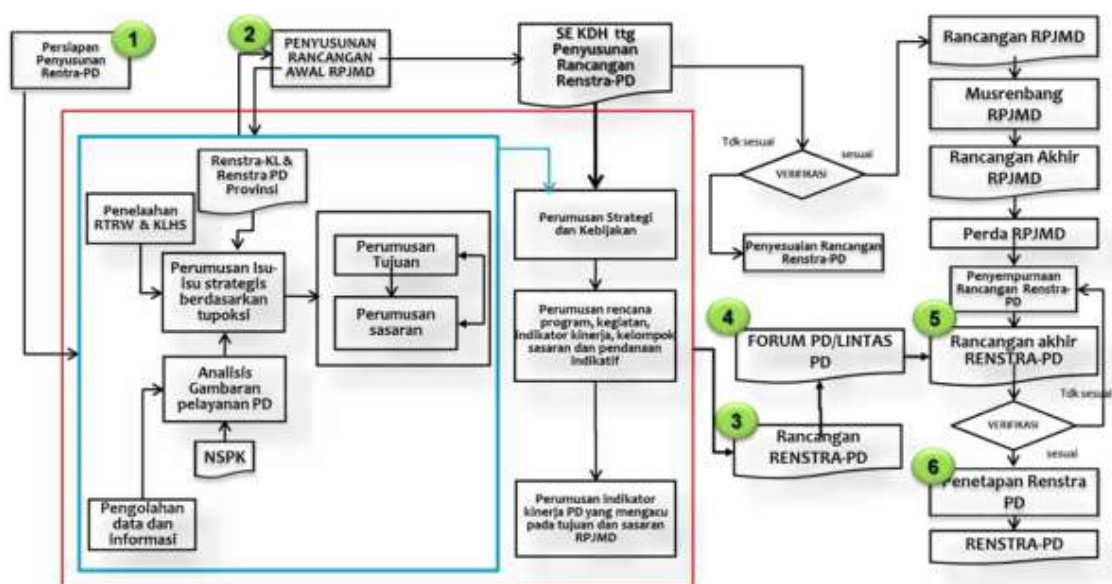 1
Persiapan
Penyusunan
Rentra-PD
2
PENYUSUNAN
RANCANGAN
AWAL RPJMD
SE KDH ttg
Penyusunan
Rancangan
Renstra-PD
Rancangan RPJMD
Musrenbang
RPJMD
Rancangan Akhir
RPJMD
Perda RPJMD
Tdk sesuai
sesuai
VERIFIKASI
Penyesuaian Rancangan
Renstra-PD
Renstra-KL &
Renstra PD
Provinsi
Penelaahan
RTRW & KLHS
Perumusan Isu-
isu strategis
berdasarkan
tupoksi
Perumusan
Tujuan
Perumusan
sasaran
Analisis
Gambaran
pelayanan PD
NSPK
Pengolahan
data dan
informasi
Perumusan Strategi
dan Kebijakan
Perumusan rencana
program, kegiatan,
indikator kinerja, kelompok
sasaran dan pendanaan
indikatif
Perumusan indikator
kinerja PD yang mengacu
pada tujuan dan sasaran
RPJMD
3
Rancangan
RENSTRA-PD
4
FORUM PD/LINTAS
PD
Penyempurnaan
Rancangan Renstra-
PD
5
Rancangan akhir
RENSTRA-PD
Tdk sesuai
VERIFIKASI
sesuai
6
Penetapan Renstra
PD
RENSTRA-PD